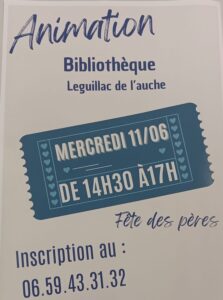 Animation
Bibliothèque
Leguillac de l'auche
MERCREDI 11/06
DE 14H30 À17H
Fête des pères
Inscription au :
06.59.43.31.32